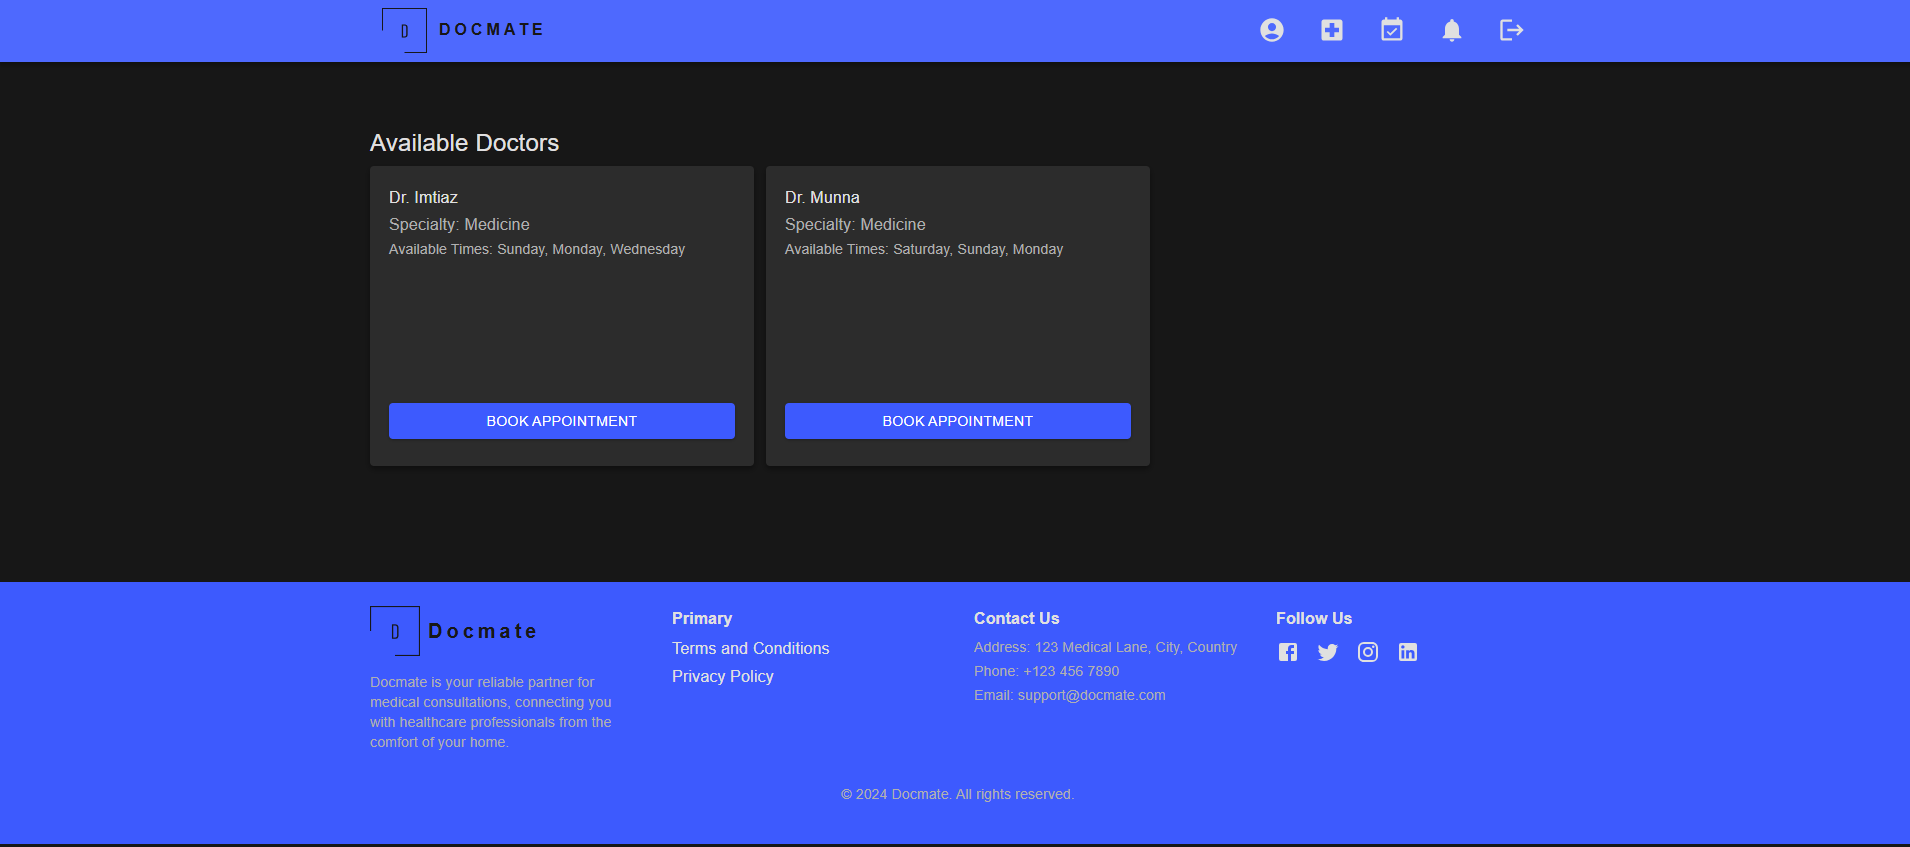 D DOCMATE
Available Doctors
Dr. Imtiaz
Specialty: Medicine
Available Times: Sunday, Monday, Wednesday
BOOK APPOINTMENT
Dr. Munna
Specialty: Medicine
Available Times: Saturday, Sunday, Monday
BOOK APPOINTMENT
D Docmate
Docmate is your reliable partner for
medical consultations, connecting you
with healthcare professionals from the
comfort of your home.
Primary
Terms and Conditions
Privacy Policy
Contact Us
Address: 123 Medical Lane, City, Country
Phone: +123 456 7890
Email: support@docmate.com
Follow Us
© 2024 Docmate. All rights reserved.